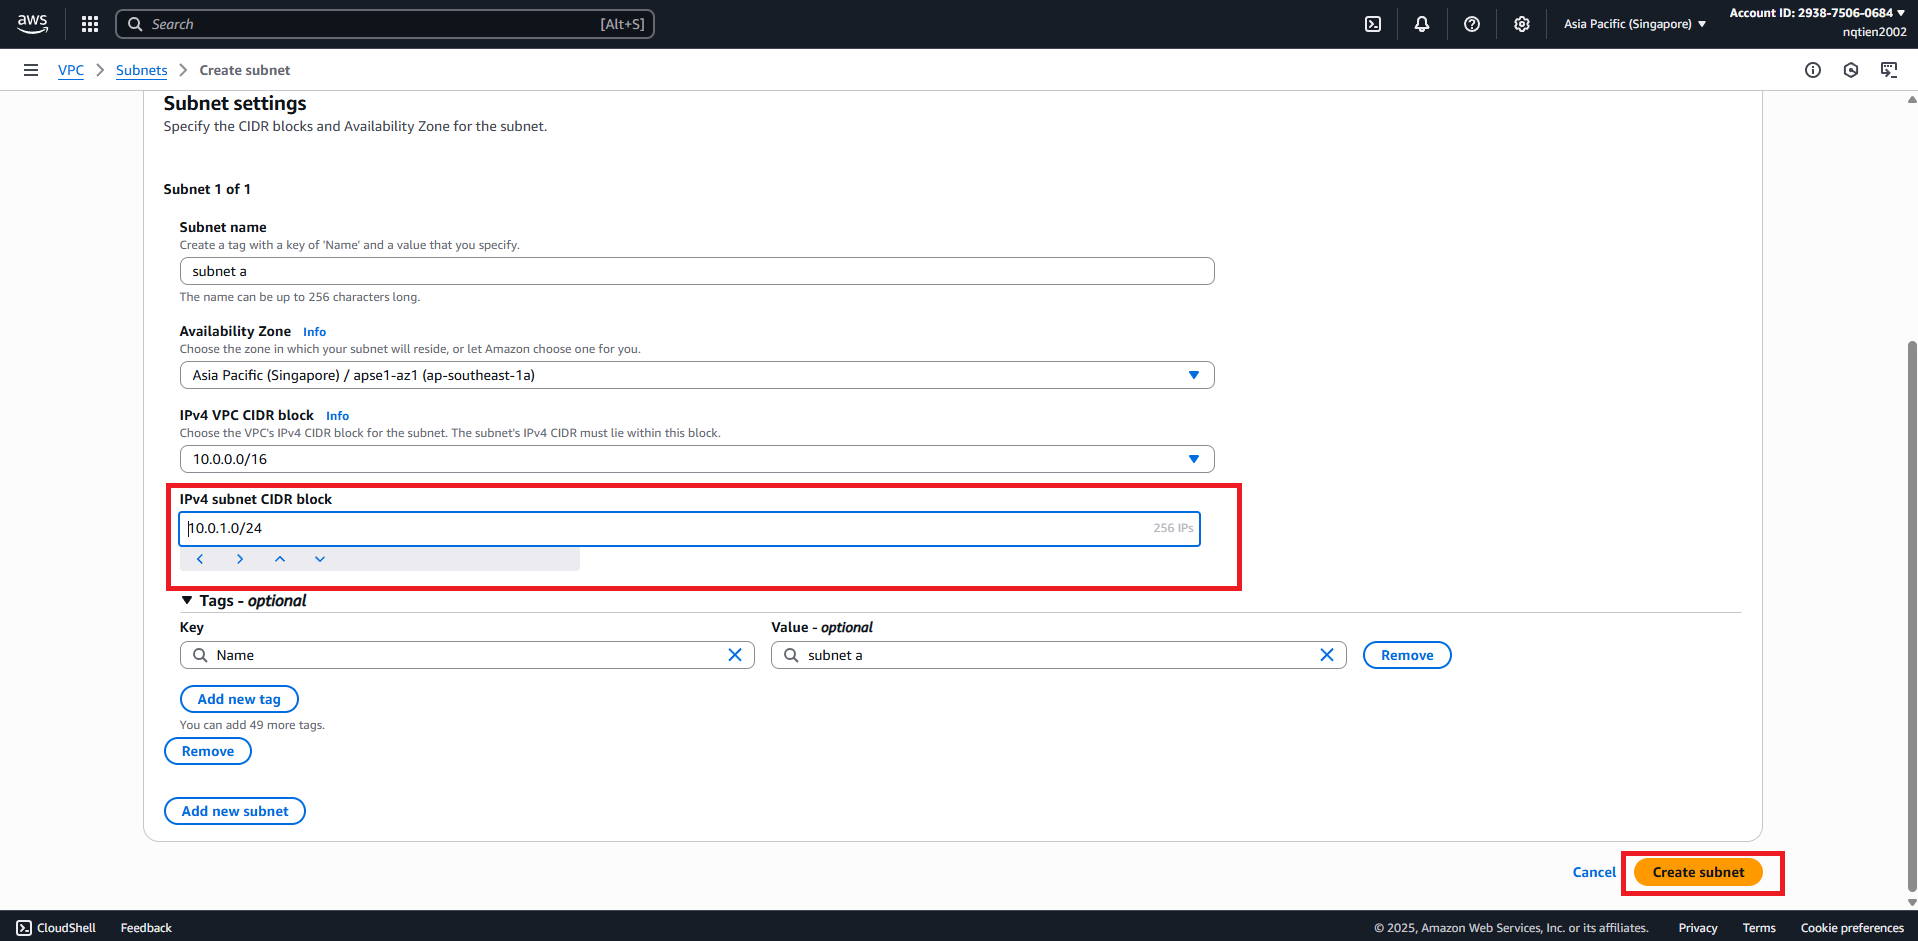 aws
Search [Alt+S]
Asia Pacific (Singapore)
Account ID: 2938-7506-0684
nqtien2002
VPC Subnets Create subnet
Subnet settings
Specify the CIDR blocks and Availability Zone for the subnet.
Subnet 1 of 1
Subnet name
Create a tag with a key of 'Name' and a value that you specify.
subnet a
The name can be up to 256 characters long.
Availability Zone Info
Choose the zone in which your subnet will reside, or let Amazon choose one for you.
Asia Pacific (Singapore) / apse1-az1 (ap-southeast-1a)
IPv4 VPC CIDR block Info
Choose the VPC's IPv4 CIDR block for the subnet. The subnet's IPv4 CIDR must lie within this block.
10.0.0.0/16
IPv4 subnet CIDR block
10.0.1.0/24 256 IPs
Tags - optional
Key Value - optional
Name subnet a Remove
Add new tag
You can add 49 more tags.
Remove
Add new subnet
Cancel Create subnet
CloudShell Feedback © 2025, Amazon Web Services, Inc. or its affiliates. Privacy Terms Cookie preferences